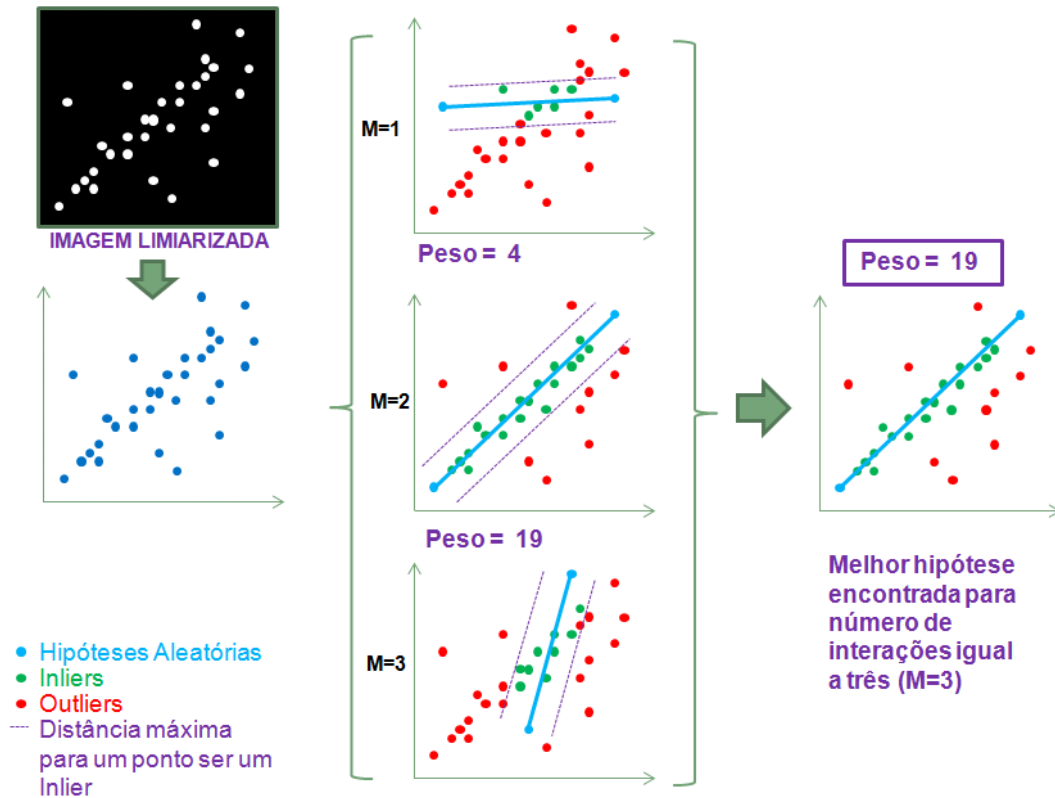 IMAGEM LIMIARIZADA
M=1
Peso = 4
M=2
Peso = 19
M=3
Peso = 19
Melhor hipótese
encontrada para
número de
interações igual
a três (M=3)
Hipóteses Aleatórias
Inliers
Outliers
Distância máxima
para um ponto ser um
Inlier